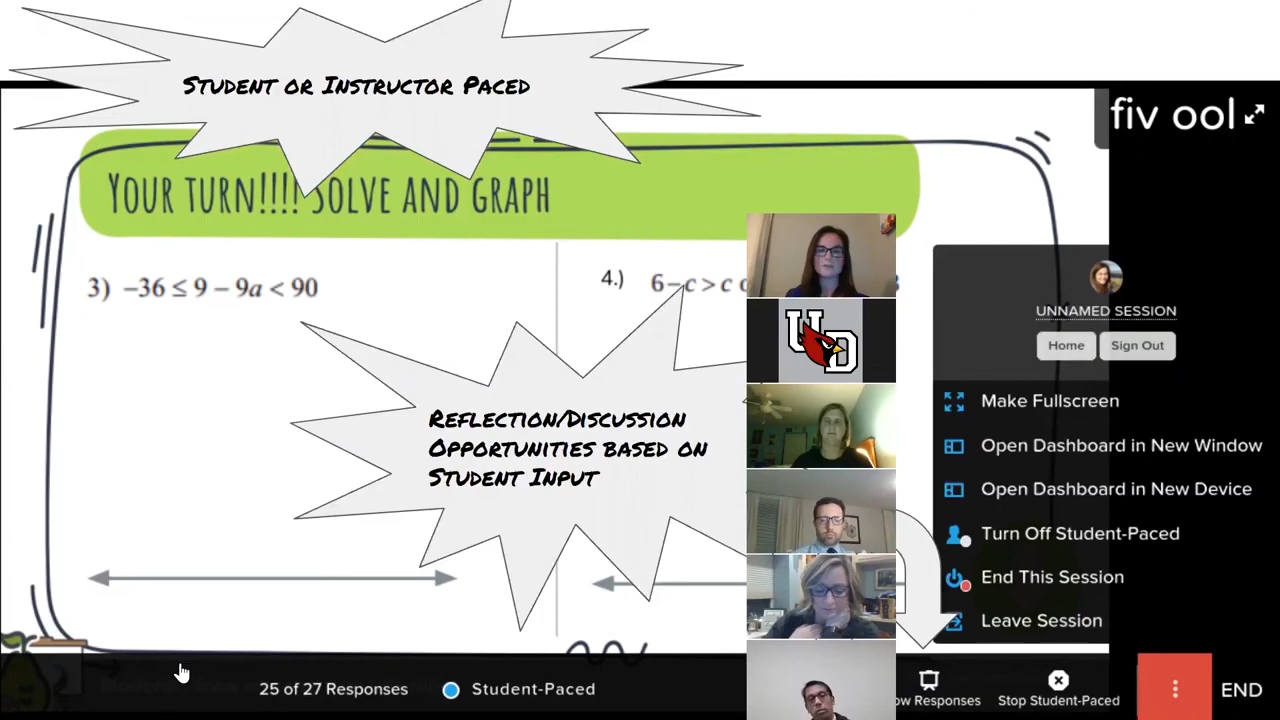 Student or Instructor Paced
fiv ool
Your turn!!!! Solve and graph
3) −36 ≤ 9 − 9a < 90
4.) 6−c > c
UNNAMED SESSION
Home
Sign Out
UD
Make Fullscreen
Open Dashboard in New Window
Reflection/Discussion
Opportunities based on
Student Input
Open Dashboard in New Device
Turn Off Student-Paced
End This Session
Leave Session
25 of 27 Responses
Student-Paced
Responses
Stop Student-Paced
END